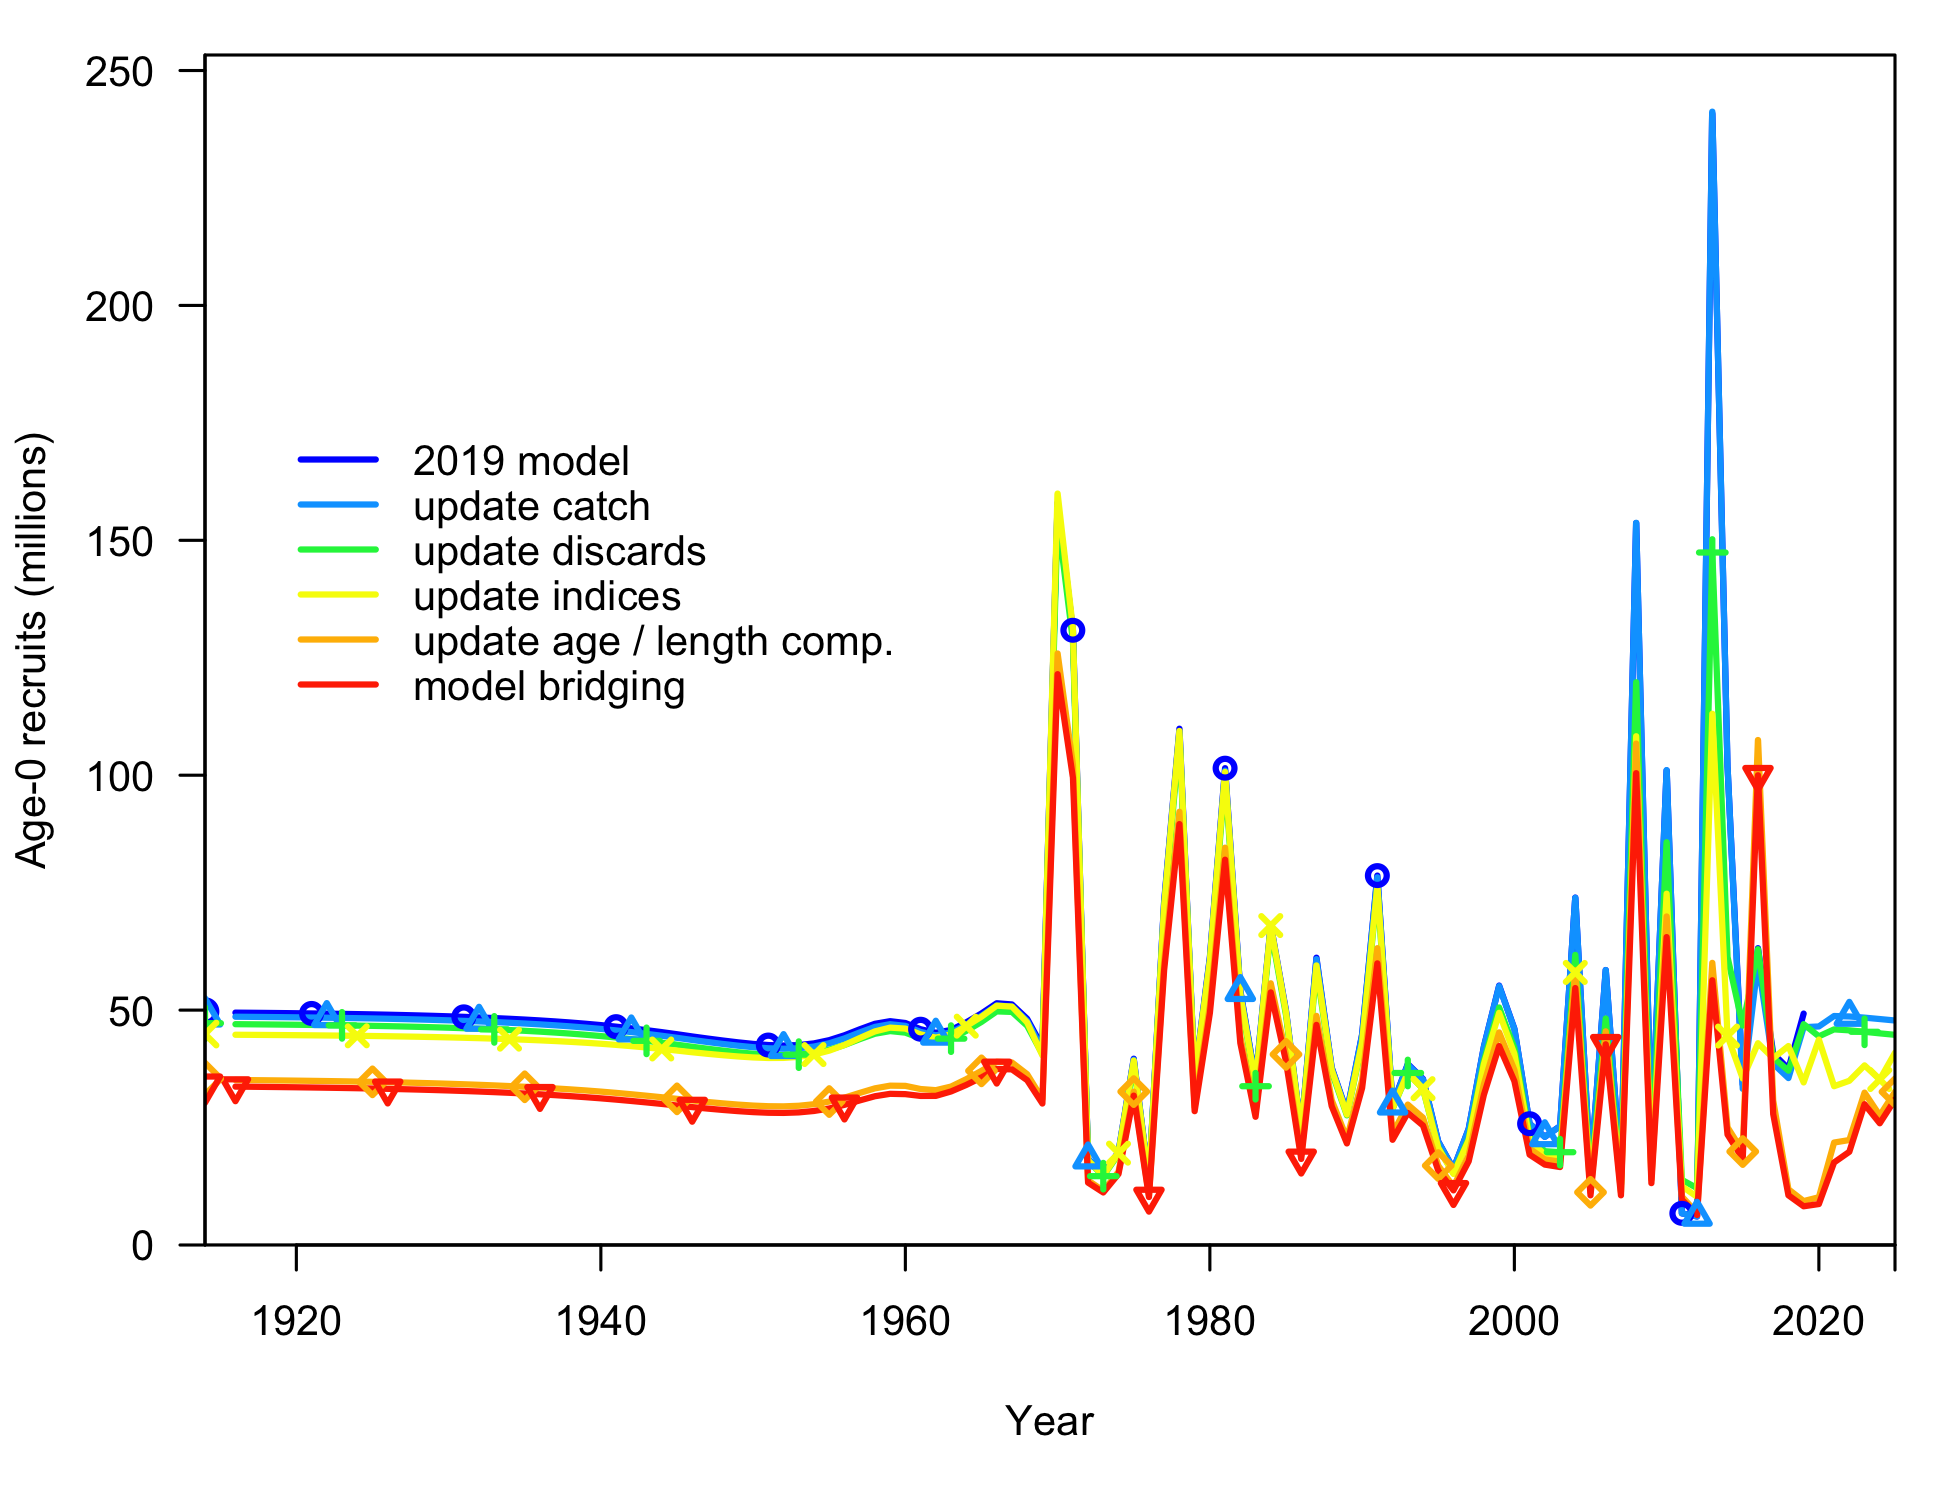 250
200
150
100
50
0
Age-0 recruits (millions)
2019 model
update catch
update discards
update indices
update age / length comp.
model bridging
1920 1940 1960 1980 2000 2020
Year